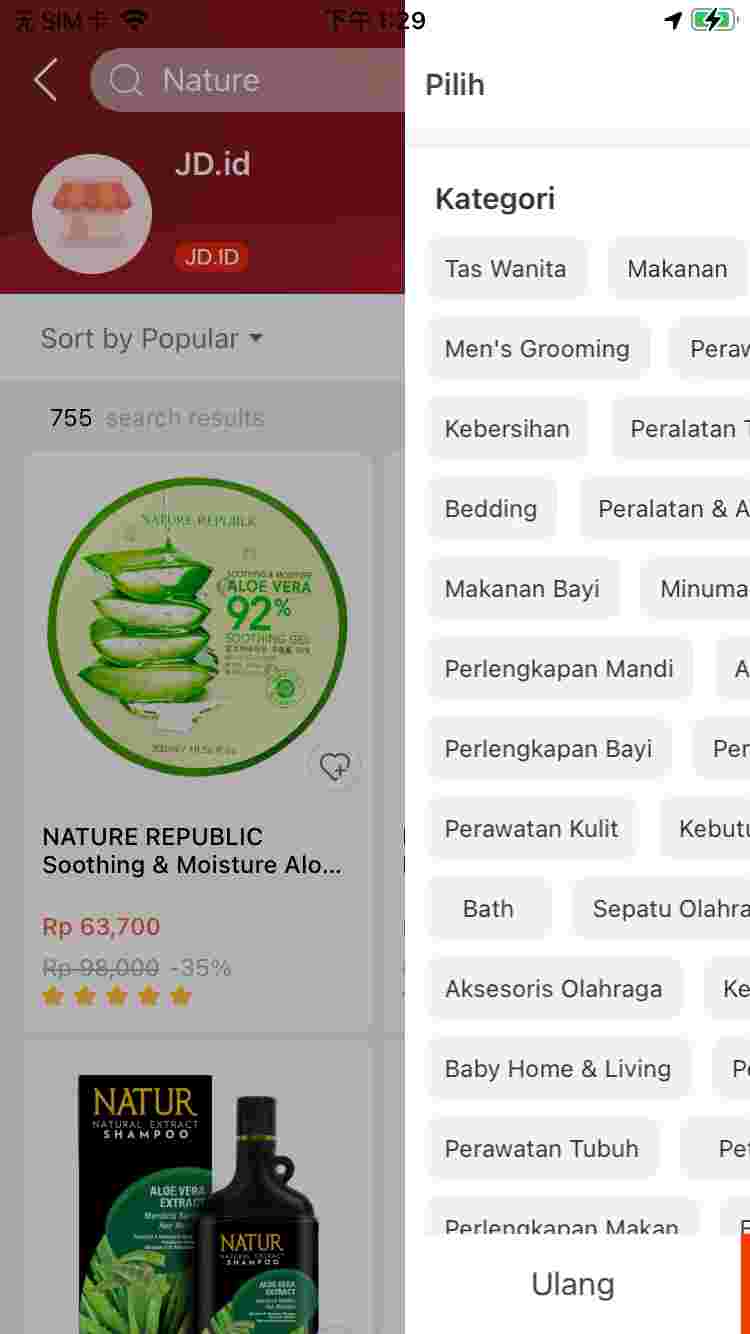 无 SIM 卡 下午 1:29
Nature
JD.id
JD.ID
Sort by Popular
755 search results
NATURE REPUBLIC
SOOTHING & MOISTURE
ALOE VERA
92%
SOOTHING GEL
NATURE REPUBLIC
Soothing & Moisture Alo...
Rp 63,700
Rp 98,000 -35%
NATUR
NATURAL EXTRACT
SHAMPOO
ALOE VERA
EXTRACT
NATUR
NATURAL EXTRACT
SHAMPOO
ALOE VERA
EXTRACT
Pilih
Kategori
Tas Wanita Makanan
Men's Grooming Peraw
Kebersihan Peralatan T
Bedding Peralatan & A
Makanan Bayi Minuma
Perlengkapan Mandi A
Perlengkapan Bayi Per
Perawatan Kulit Kebutu
Bath Sepatu Olahra
Aksesoris Olahraga Ke
Baby Home & Living Pe
Perawatan Tubuh Pet
Perlengkapan Makan
Ulang